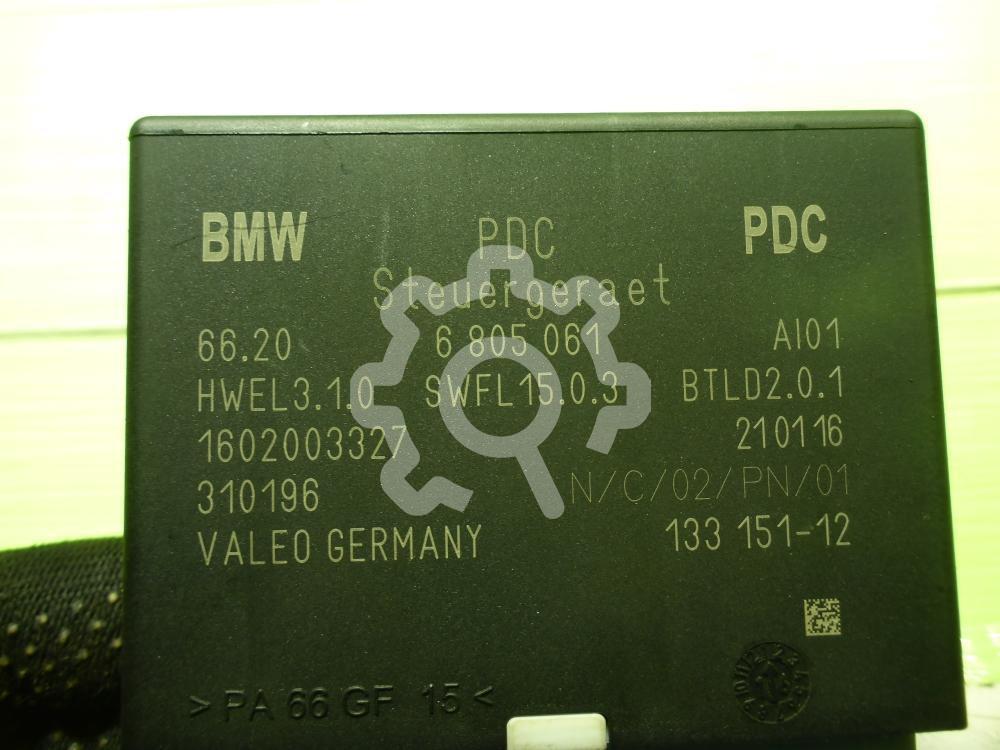 BMW PDC PDC
Steuergeraet
66.20 6 805 061 AI01
HWEL3.1.0 SWFL15.0.3 BTLD2.0.1
1602003327 210116
310196 N/C/02/PN/01
VALEO GERMANY 133 151-12
>PA 66 GF 15<